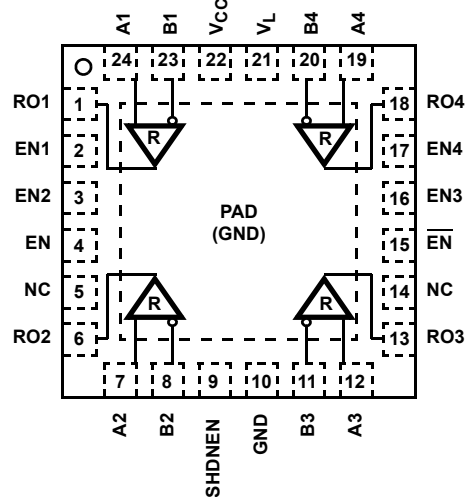 A1 B1 VCC VL B4 A4
24 23 22 21 20 19
RO1 1 18 RO4
R R
EN1 2 17 EN4
EN2 3 16 EN3
PAD
(GND)
EN 4 15 EN
NC 5 14 NC
R R
RO2 6 13 RO3
7 8 9 10 11 12
A2 B2 SHDNEN GND B3 A3